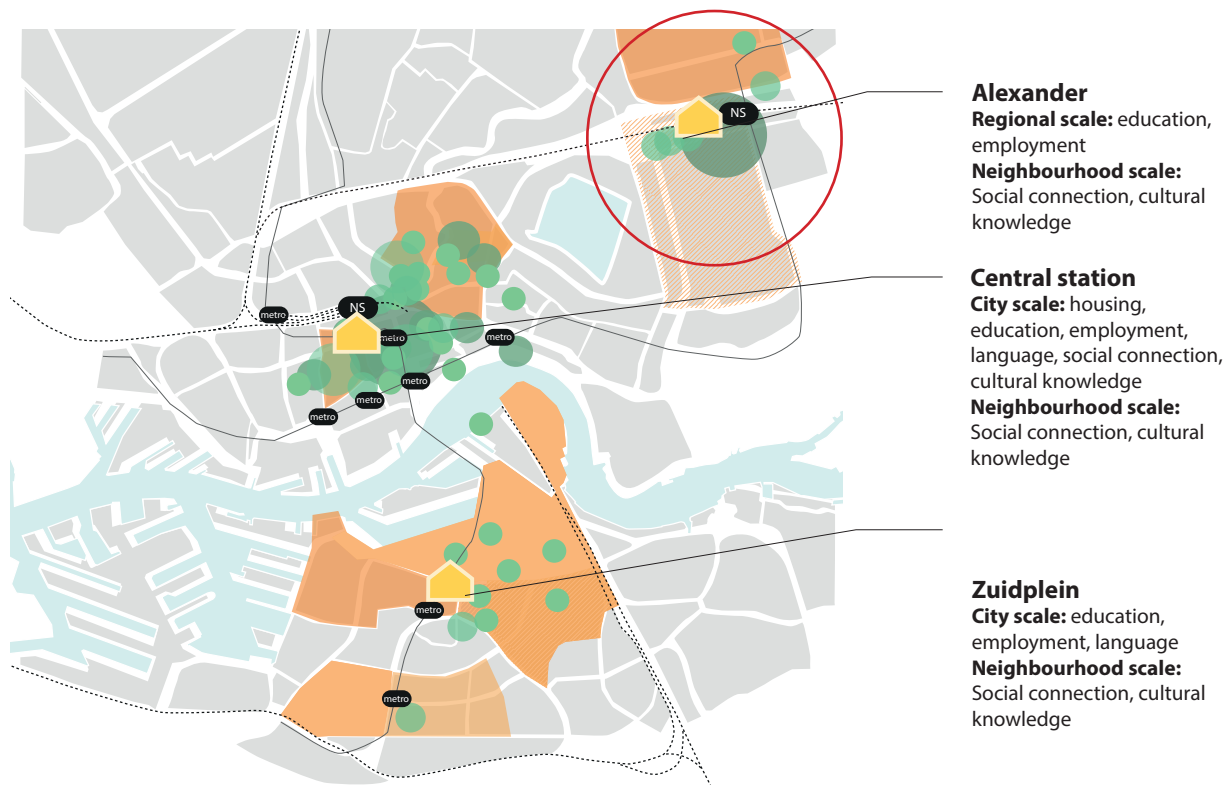 NS
Alexander
Regional scale: education,
employment
Neighbourhood scale:
Social connection, cultural
knowledge
NS
metro
metro
metro
metro
metro
metro
Central station
City scale: housing,
education, employment,
language, social connection,
cultural knowledge
Neighbourhood scale:
Social connection, cultural
knowledge
metro
metro
Zuidplein
City scale: education,
employment, language
Neighbourhood scale:
Social connection, cultural
knowledge